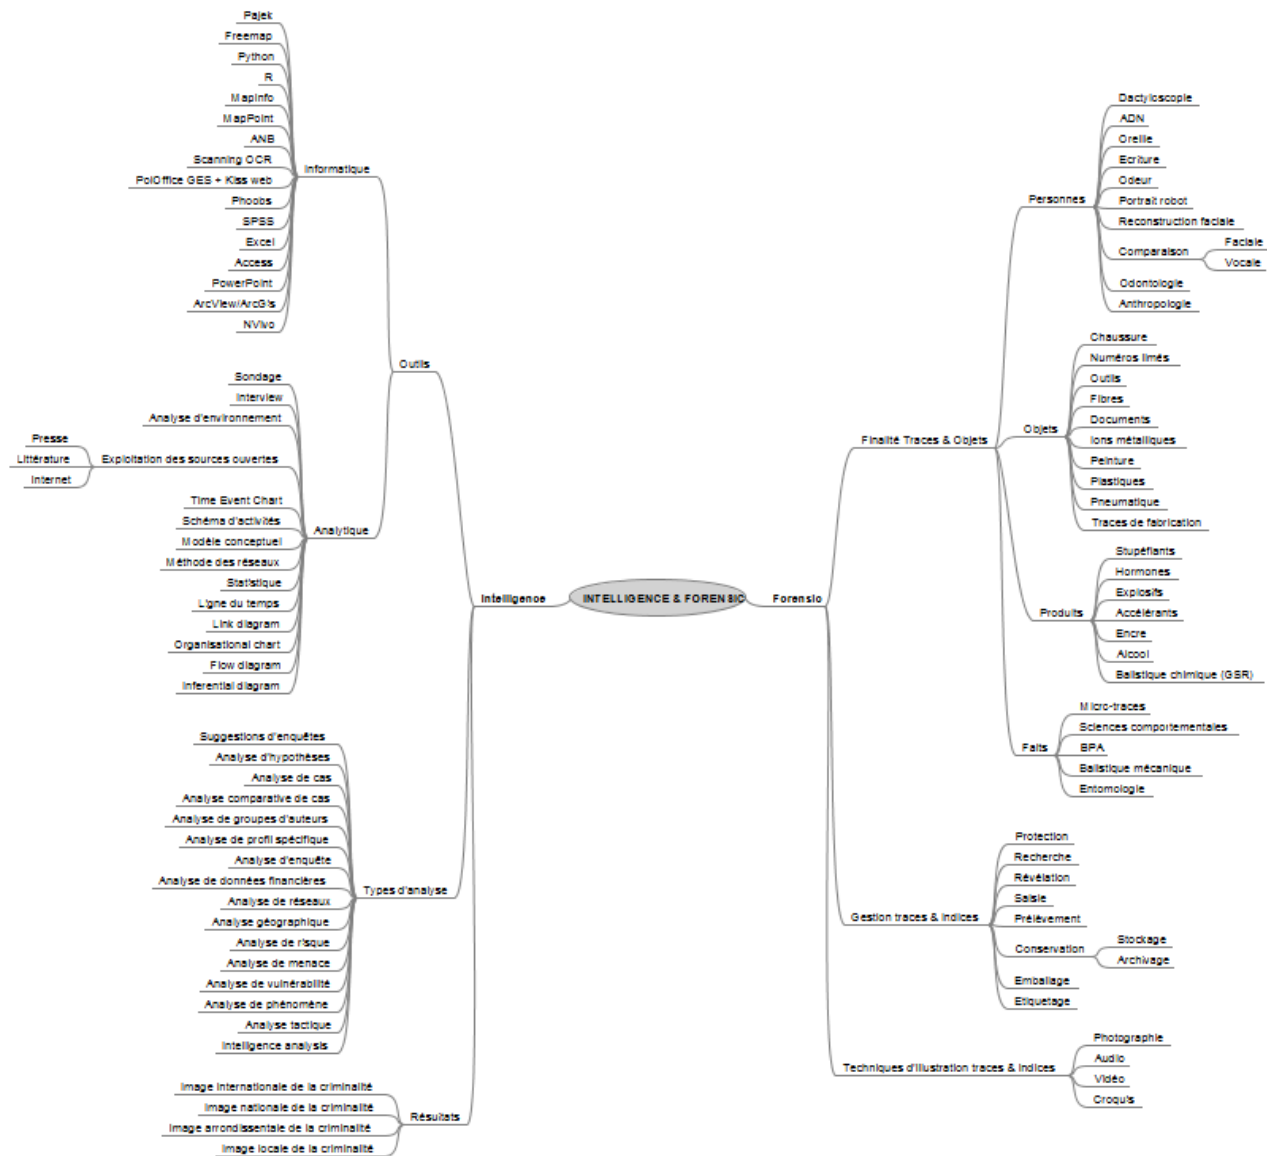 INTELLIGENCE & FORENSIC
Intelligence
Outils
Informatique
Pajek
Freemap
Python
R
MapInfo
MapPoint
ANB
Scanning OCR
PolOffice GES + Kiss web
Phoobs
SPSS
Excel
Access
PowerPoint
ArcView/ArcGis
NVivo
Analytique
Sondage
Interview
Analyse d'environnement
Exploitation des sources ouvertes
Presse
Littérature
Internet
Time Event Chart
Schéma d'activités
Modèle conceptuel
Méthode des réseaux
Statistique
Ligne du temps
Link diagram
Organisational chart
Flow diagram
Inferential diagram
Types d'analyse
Suggestions d'enquêtes
Analyse d'hypothèses
Analyse de cas
Analyse comparative de cas
Analyse de groupes d'auteurs
Analyse de profil spécifique
Analyse d'enquête
Analyse de données financières
Analyse de réseaux
Analyse géographique
Analyse de risque
Analyse de menace
Analyse de vulnérabilité
Analyse de phénomène
Analyse tactique
Intelligence analysis
Résultats
Image internationale de la criminalité
Image nationale de la criminalité
Image arrondissentale de la criminalité
Image locale de la criminalité
Forensic
Finalité Traces & Objets
Personnes
Dactyloscopie
ADN
Oreille
Ecriture
Odeur
Portrait robot
Reconstruction faciale
Comparaison
Faciale
Vocale
Odontologie
Anthropologie
Objets
Chaussure
Numéros limés
Outils
Fibres
Documents
Ions métalliques
Peinture
Plastiques
Pneumatique
Traces de fabrication
Produits
Stupéfiants
Hormones
Explosifs
Accélérants
Encre
Alcool
Balistique chimique (GSR)
Faits
Micro-traces
Sciences comportementales
BPA
Balistique mécanique
Entomologie
Gestion traces & indices
Protection
Recherche
Révélation
Saisie
Prélèvement
Conservation
Stockage
Archivage
Emballage
Etiquetage
Techniques d'illustration traces & indices
Photographie
Audio
Vidéo
Croquis